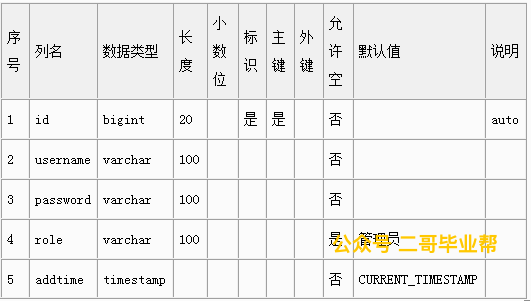 序号 列名 数据类型 长度 小数位 标识 主键 外键 允许空 默认值 说明
1 id bigint 20 是 是 否 auto
2 username varchar 100 否
3 password varchar 100 否
4 role varchar 100 是 管理员
公众号 二哥毕业帮
5 addtime timestamp 否 CURRENT_TIMESTAMP